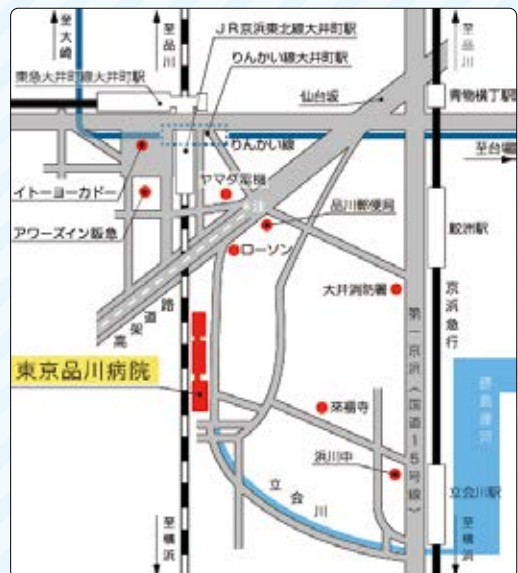 至大崎
至品川
JR京浜東北線大井町駅
りんかい線大井町駅
東急大井町線大井町駅
仙台坂
至品川
青物横丁駅
りんかい線
至台場
イトーヨーカドー
ヤマダ電機
注
品川郵便局
アワーズイン阪急
ローソン
鮫洲駅
大井消防署
高架道路
京浜急行
第一京浜《国道15号線》
東京品川病院
來福寺
浜川中
立会川
立会川駅
至横浜
至横浜